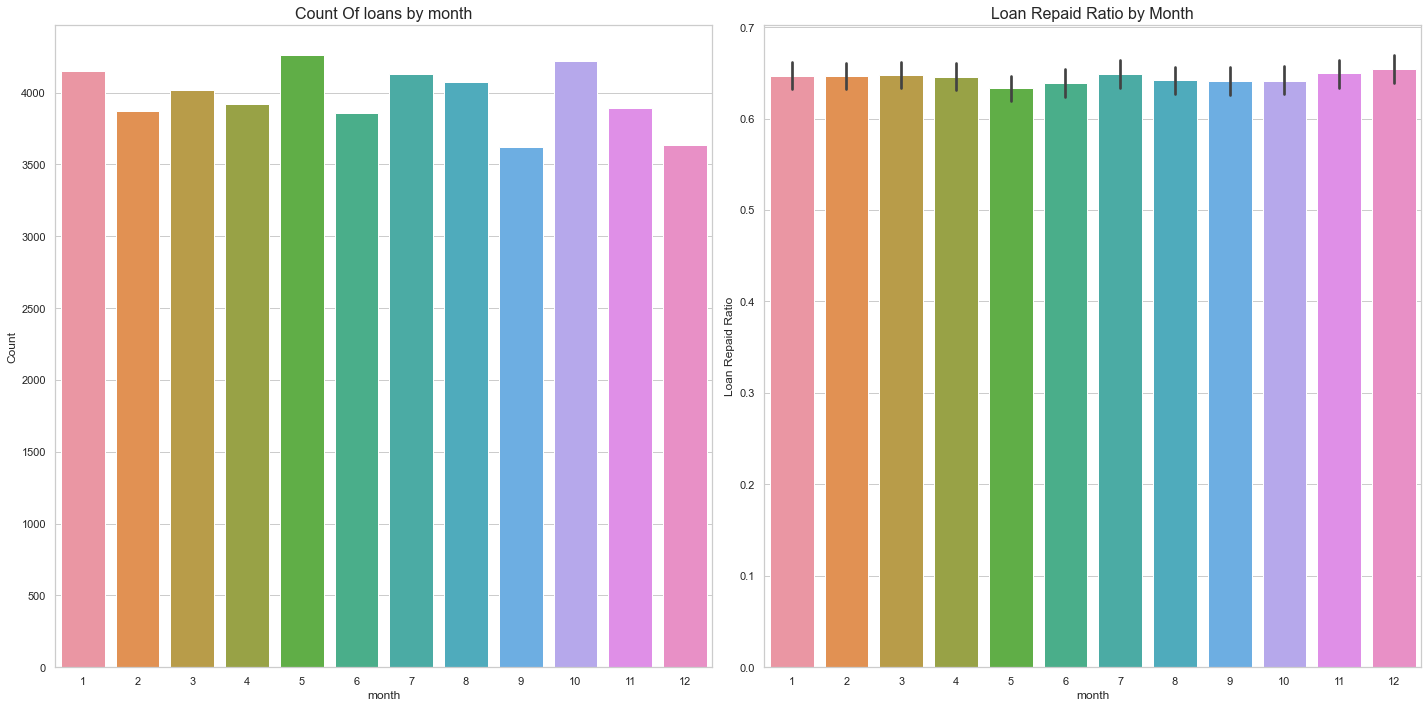 Count Of loans by month
Count
4000
3500
3000
2500
2000
1500
1000
500
0
1 2 3 4 5 6 7 8 9 10 11 12
month
Loan Repaid Ratio by Month
Loan Repaid Ratio
0.7
0.6
0.5
0.4
0.3
0.2
0.1
0.0
1 2 3 4 5 6 7 8 9 10 11 12
month